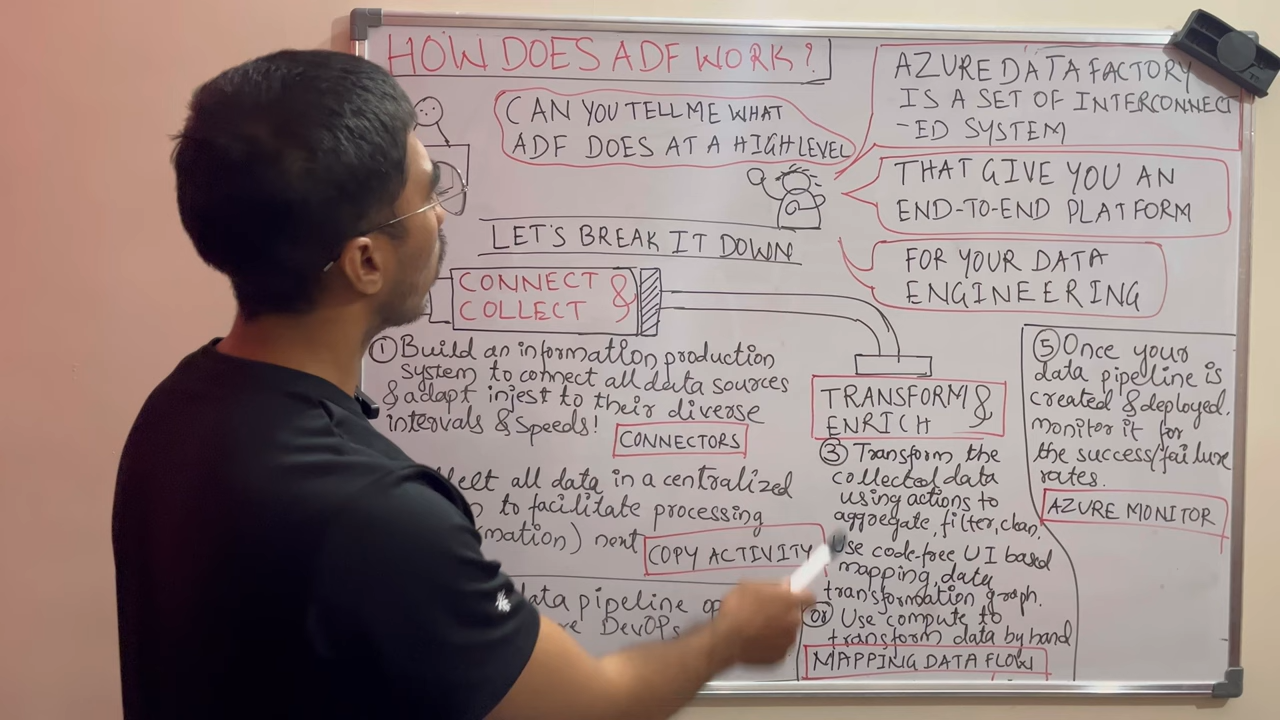 HOW DOES ADF WORK?
CAN YOU TELL ME WHAT
ADF DOES AT A HIGH LEVEL
AZURE DATA FACTORY
IS A SET OF INTERCONNECT
-ED SYSTEM
THAT GIVE YOU AN
END-TO-END PLATFORM
FOR YOUR DATA
ENGINEERING
LET'S BREAK IT DOWN
CONNECT &
COLLECT
① Build an information production
system to connect all data sources
& adapt injest to their diverse
intervals & speeds!
CONNECTORS
all data in a centralized
to facilitate processing
next
COPY ACTIVITY
data pipeline
DevOps
TRANSFORM &
ENRICH
③ Transform the
collected data
using actions to
aggregate, filter, clean.
Use code-free UI based
mapping, data
transformation graph.
or Use compute to
transform data by hand
MAPPING DATA FLOW
⑤ Once your
data pipeline is
created & deployed.
monitor it for
the success/failure
rates.
AZURE MONITOR